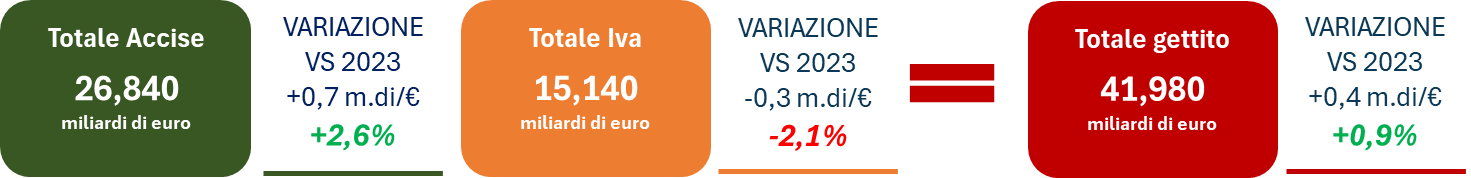 Totale Accise
26,840
miliardi di euro
VARIAZIONE
VS 2023
+0,7 m.di/€
+2,6%
Totale Iva
15,140
miliardi di euro
VARIAZIONE
VS 2023
-0,3 m.di/€
-2,1%
Totale gettito
41,980
miliardi di euro
VARIAZIONE
VS 2023
+0,4 m.di/€
+0,9%